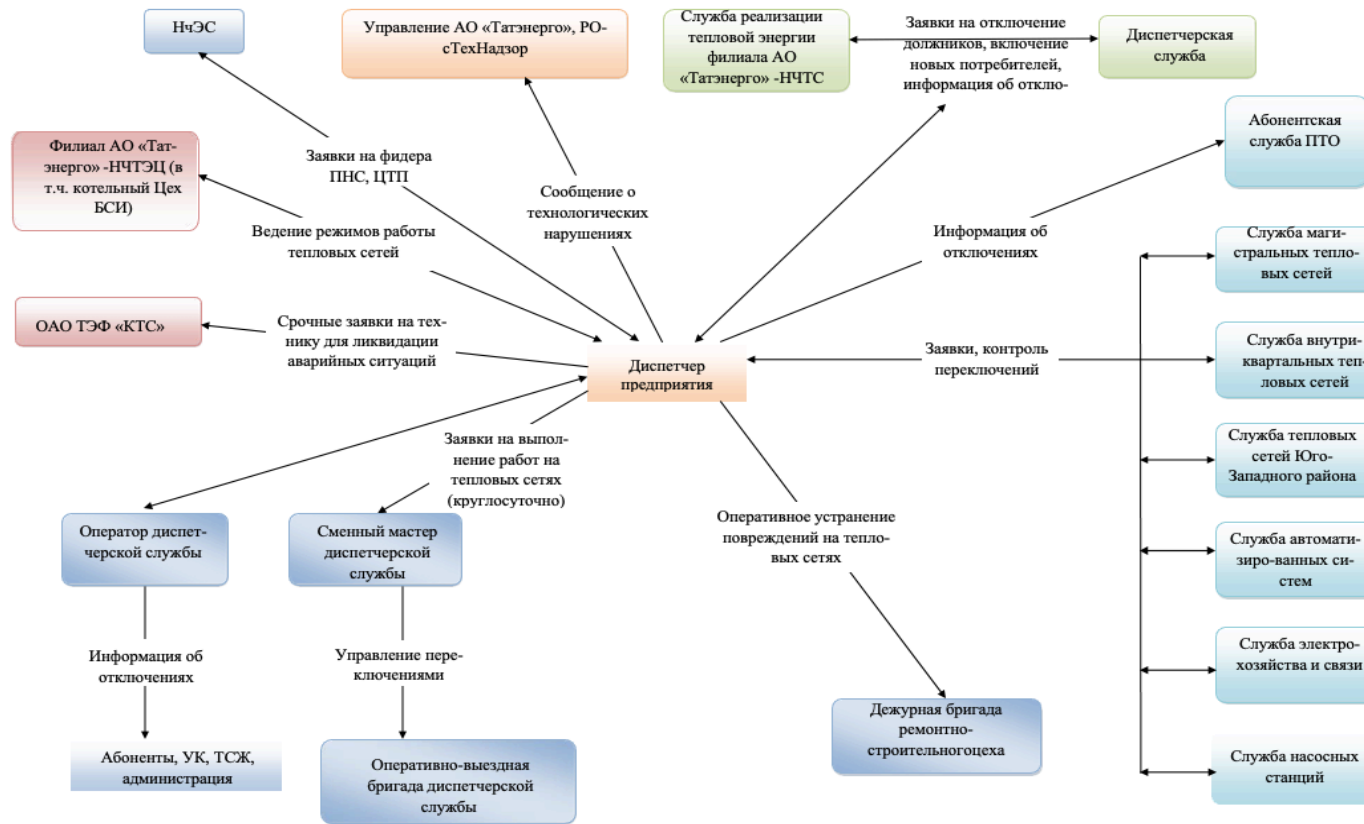 НчЭС
Управление АО «Татэнерго», РО-
сТехНадзор
Служба реализации
тепловой энергии
филиала АО
«Татэнерго» -НЧТС
Заявки на отключение
должников, включение
новых потребителей,
информация об отклю-
Диспетчерская
служба
Абонентская
служба ПТО
Филиал АО «Тат-
энерго» -НЧТЭЦ (в
т.ч. котельный Цех
БСИ)
Заявки на фидера
ПНС, ЦТП
Сообщение о
технологических
нарушениях
Ведение режимов работы
тепловых сетей
Информация об
отключениях
Служба маги-
стральных тепло-
вых сетей
ОАО ТЭФ «КТС»
Срочные заявки на тех-
нику для ликвидации
аварийных ситуаций
Диспетчер
предприятия
Заявки, контроль
переключений
Служба внутри-
квартальных теп-
ловых сетей
Заявки на выпол-
нение работ на
тепловых сетях
(круглосуточно)
Служба тепловых
сетей Юго-
Западного района
Оператор диспет-
черской службы
Сменный мастер
диспетчерской
службы
Оперативное устранение
повреждений на тепло-
вых сетях
Служба автомати-
зиро-ванных си-
стем
Информация об
отключениях
Управление пере-
ключениями
Служба электро-
хозяйства и связи
Дежурная бригада
ремонтно-
строительногоцеха
Абоненты, УК, ТСЖ,
администрация
Оперативно-выездная
бригада диспетчерской
службы
Служба насосных
станций